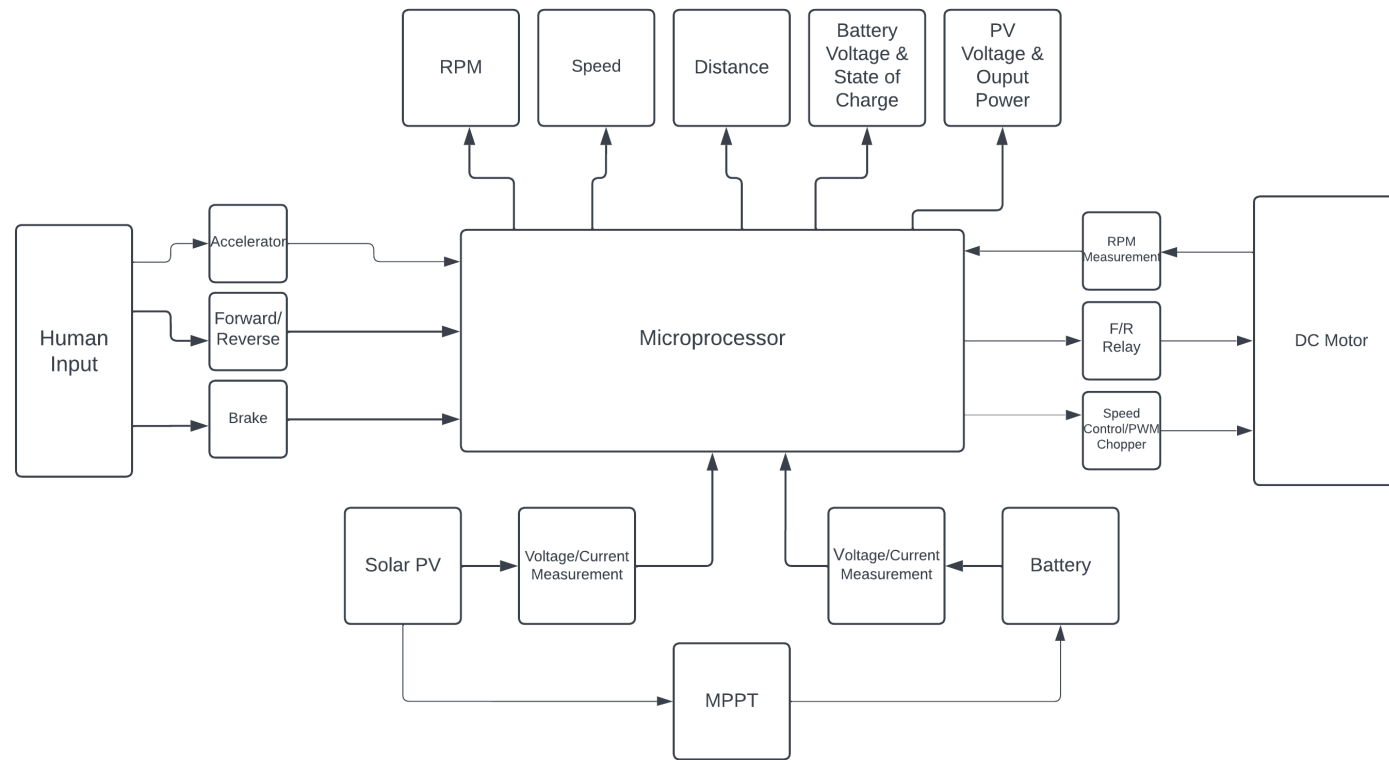 RPM
Speed
Distance
Battery
Voltage &
State of
Charge
PV
Voltage &
Ouput
Power
Human
Input
Accelerator
Forward/
Reverse
Brake
Microprocessor
RPM
Measurement
F/R
Relay
Speed
Control/PWM
Chopper
DC Motor
Solar PV
Voltage/Current
Measurement
Voltage/Current
Measurement
Battery
MPPT